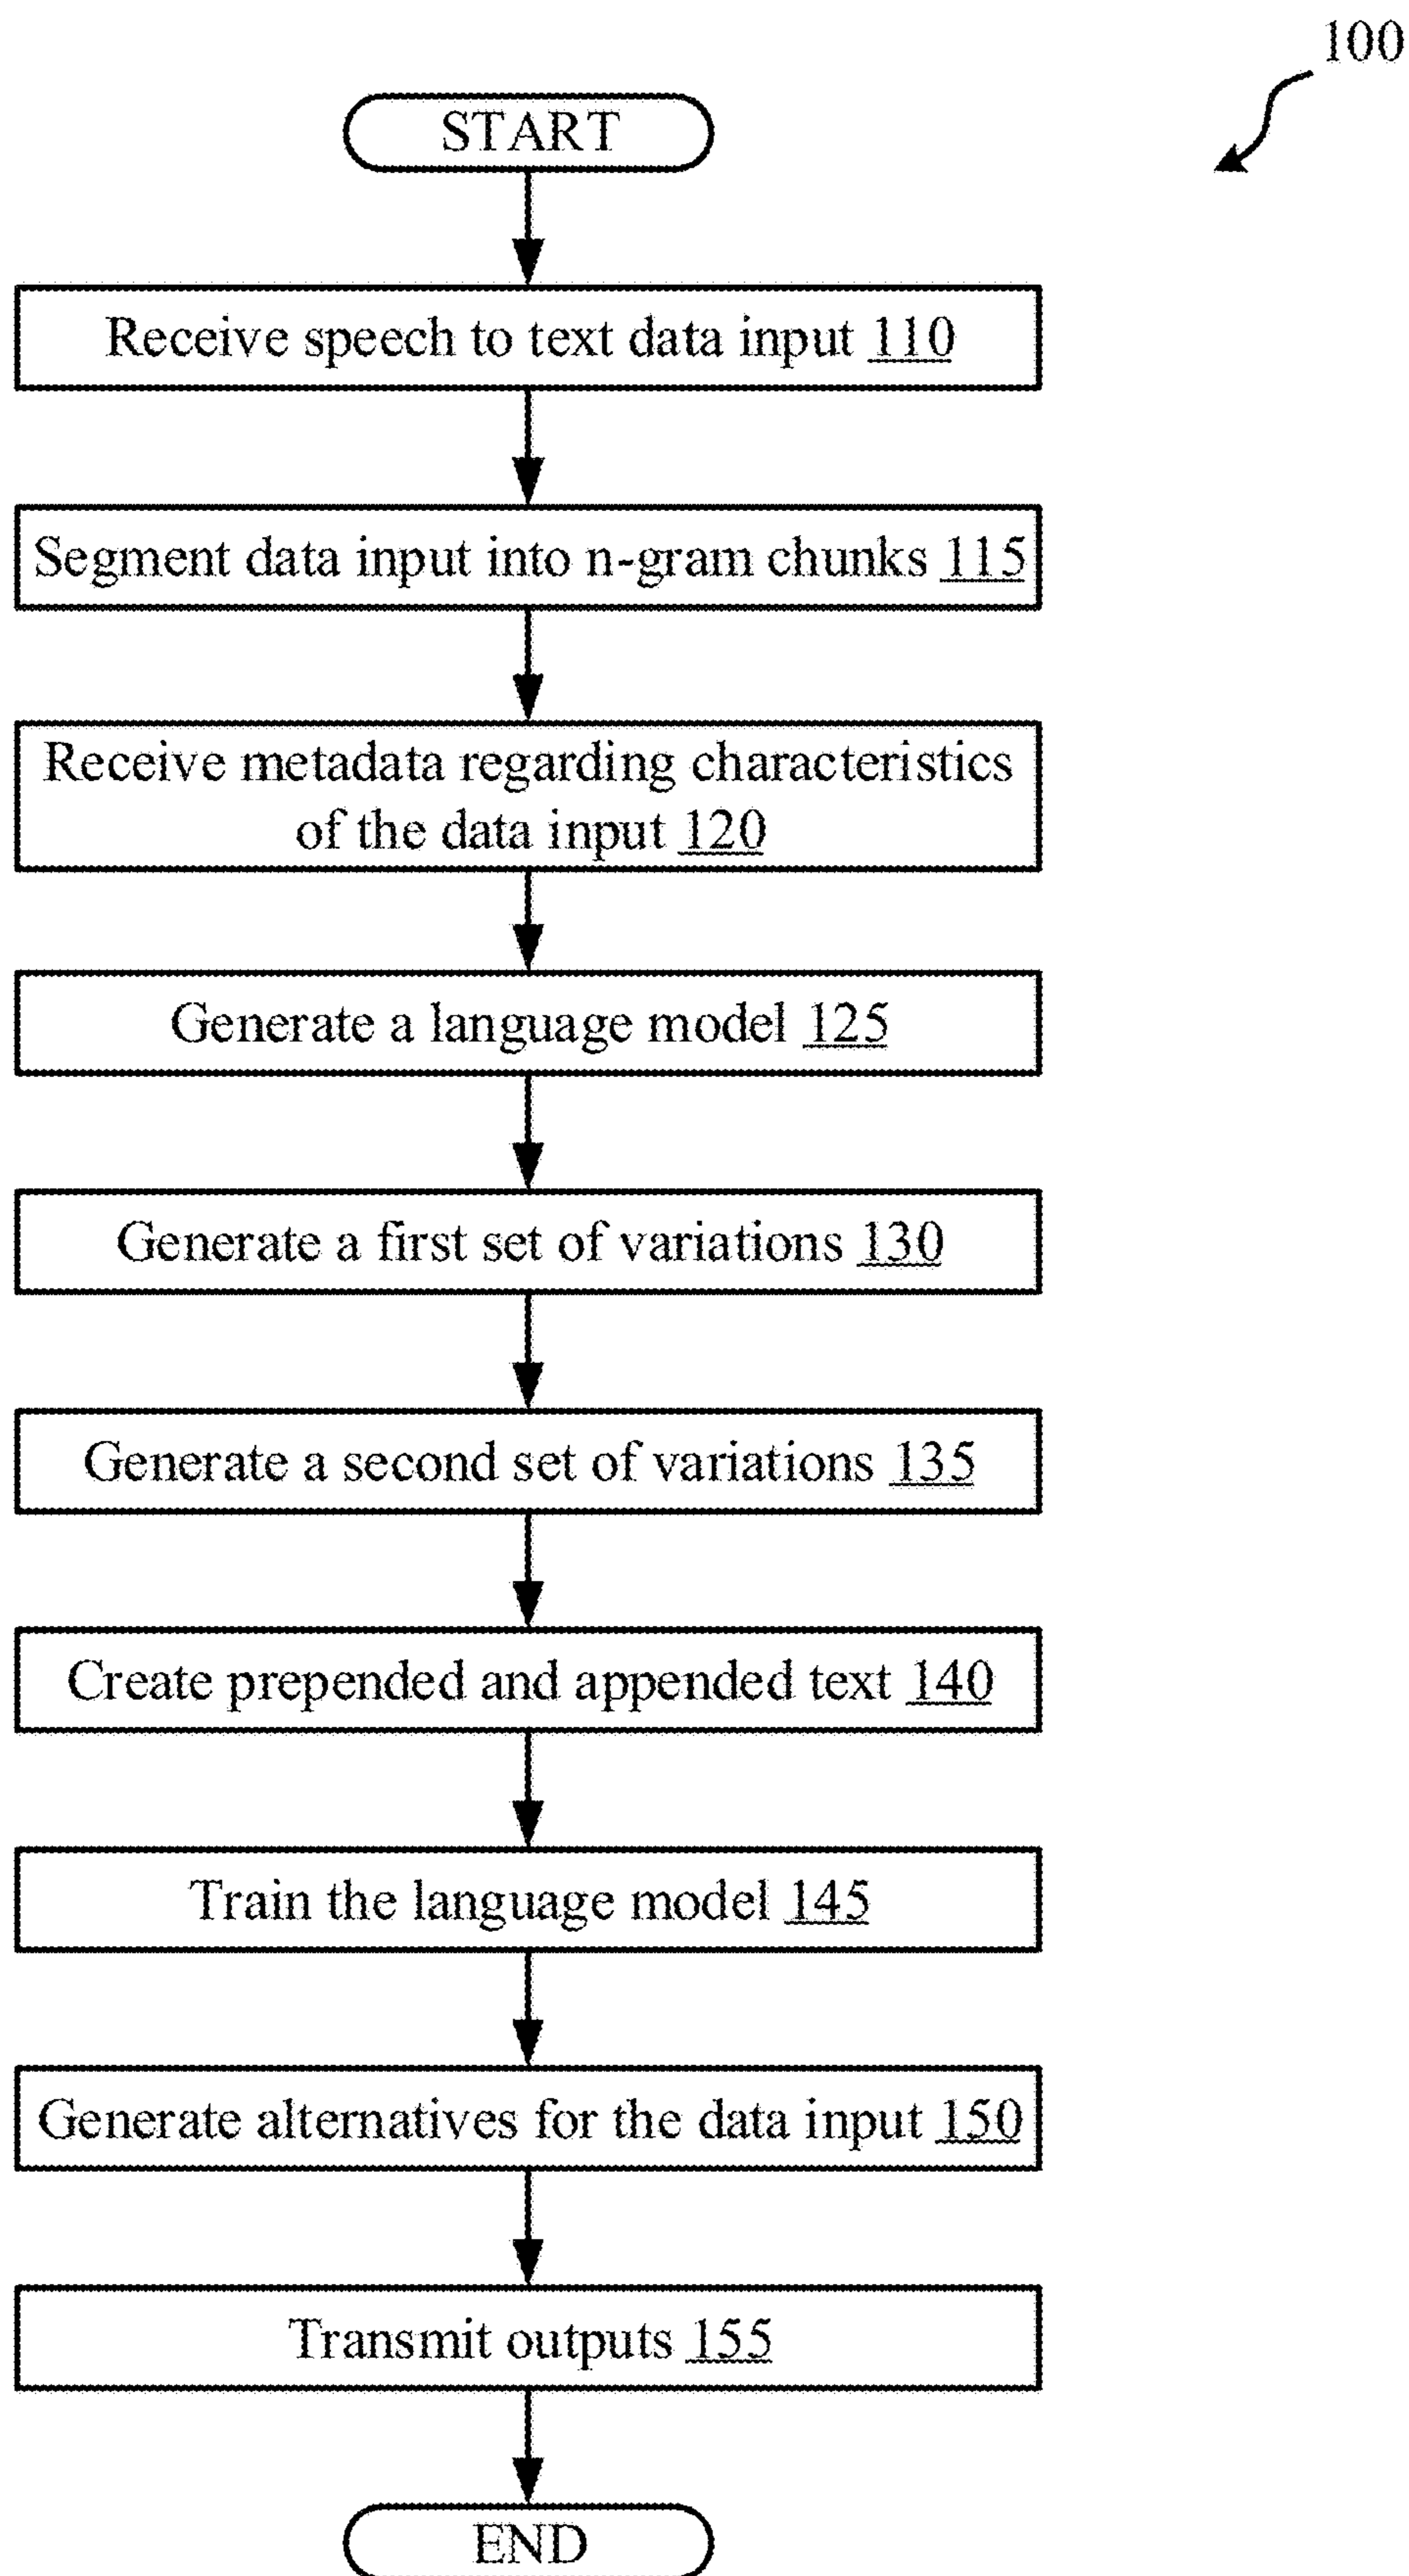 100
START
Receive speech to text data input 110
Segment data input into n-gram chunks 115
Receive metadata regarding characteristics
of the data input 120
Generate a language model 125
Generate a first set of variations 130
Generate a second set of variations 135
Create prepended and appended text 140
Train the language model 145
Generate alternatives for the data input 150
Transmit outputs 155
END